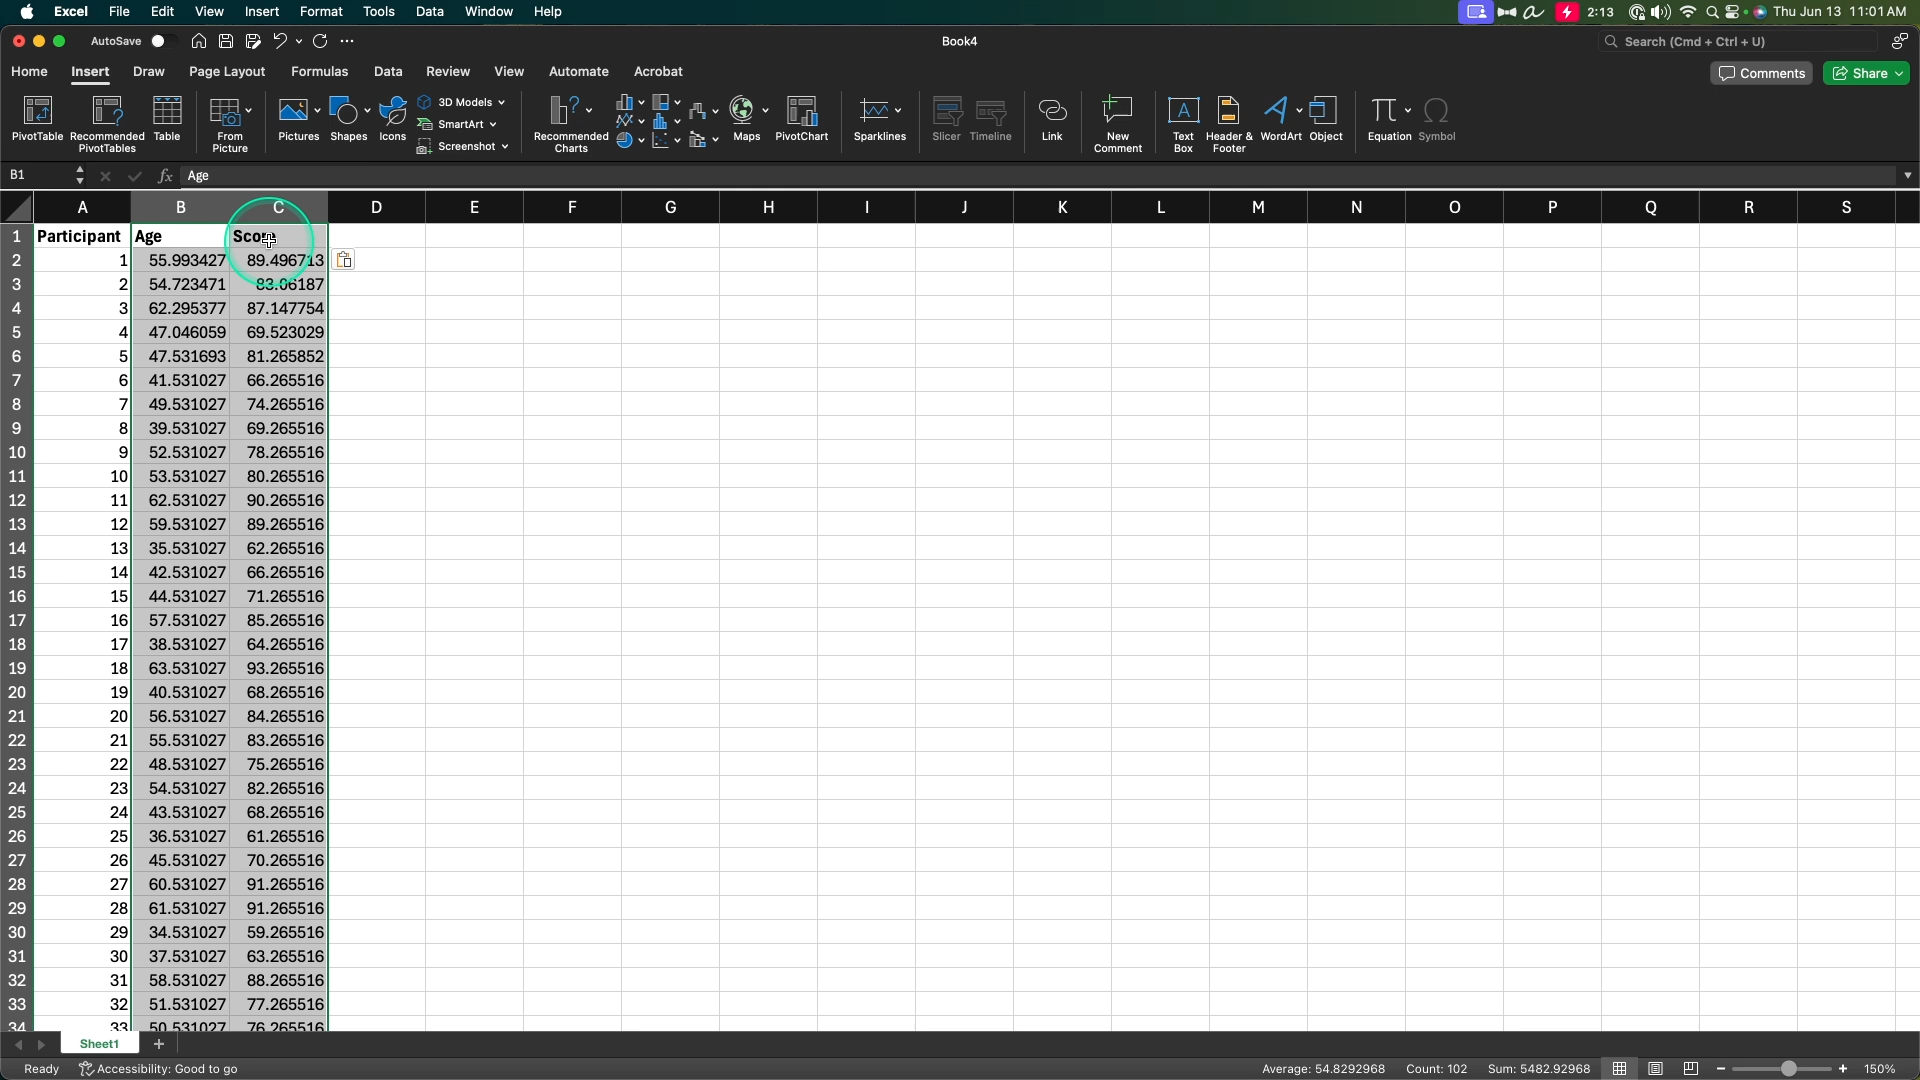 Excel File Edit View Insert Format Tools Data Window Help 2:13 Thu Jun 13 11:01 AM
AutoSave Book4 Search (Cmd + Ctrl + U)
Home Insert Draw Page Layout Formulas Data Review View Automate Acrobat Comments Share
3D Models
SmartArt
Screenshot
PivotTable Recommended PivotTables Table From Picture Pictures Shapes Icons Recommended Charts Maps PivotChart Sparklines Slicer Timeline Link New Comment Text Box Header & Footer WordArt Object Equation Symbol
B1 fx Age
A B C D E F G H I J K L M N O P Q R S
1 Participant Age Score
2 1 55.993427 89.496713
3 2 54.723471 83.06187
4 3 62.295377 87.147754
5 4 47.046059 69.523029
6 5 47.531693 81.265852
7 6 41.531027 66.265516
8 7 49.531027 74.265516
9 8 39.531027 69.265516
10 9 52.531027 78.265516
11 10 53.531027 80.265516
12 11 62.531027 90.265516
13 12 59.531027 89.265516
14 13 35.531027 62.265516
15 14 42.531027 66.265516
16 15 44.531027 71.265516
17 16 57.531027 85.265516
18 17 38.531027 64.265516
19 18 63.531027 93.265516
20 19 40.531027 68.265516
21 20 56.531027 84.265516
22 21 55.531027 83.265516
23 22 48.531027 75.265516
24 23 54.531027 82.265516
25 24 43.531027 68.265516
26 25 36.531027 61.265516
27 26 45.531027 70.265516
28 27 60.531027 91.265516
29 28 61.531027 91.265516
30 29 34.531027 59.265516
31 30 37.531027 63.265516
32 31 58.531027 88.265516
33 32 51.531027 77.265516
34 33 50.531027 76.265516
Sheet1
Ready Accessibility: Good to go Average: 54.8292968 Count: 102 Sum: 5482.92968 150%